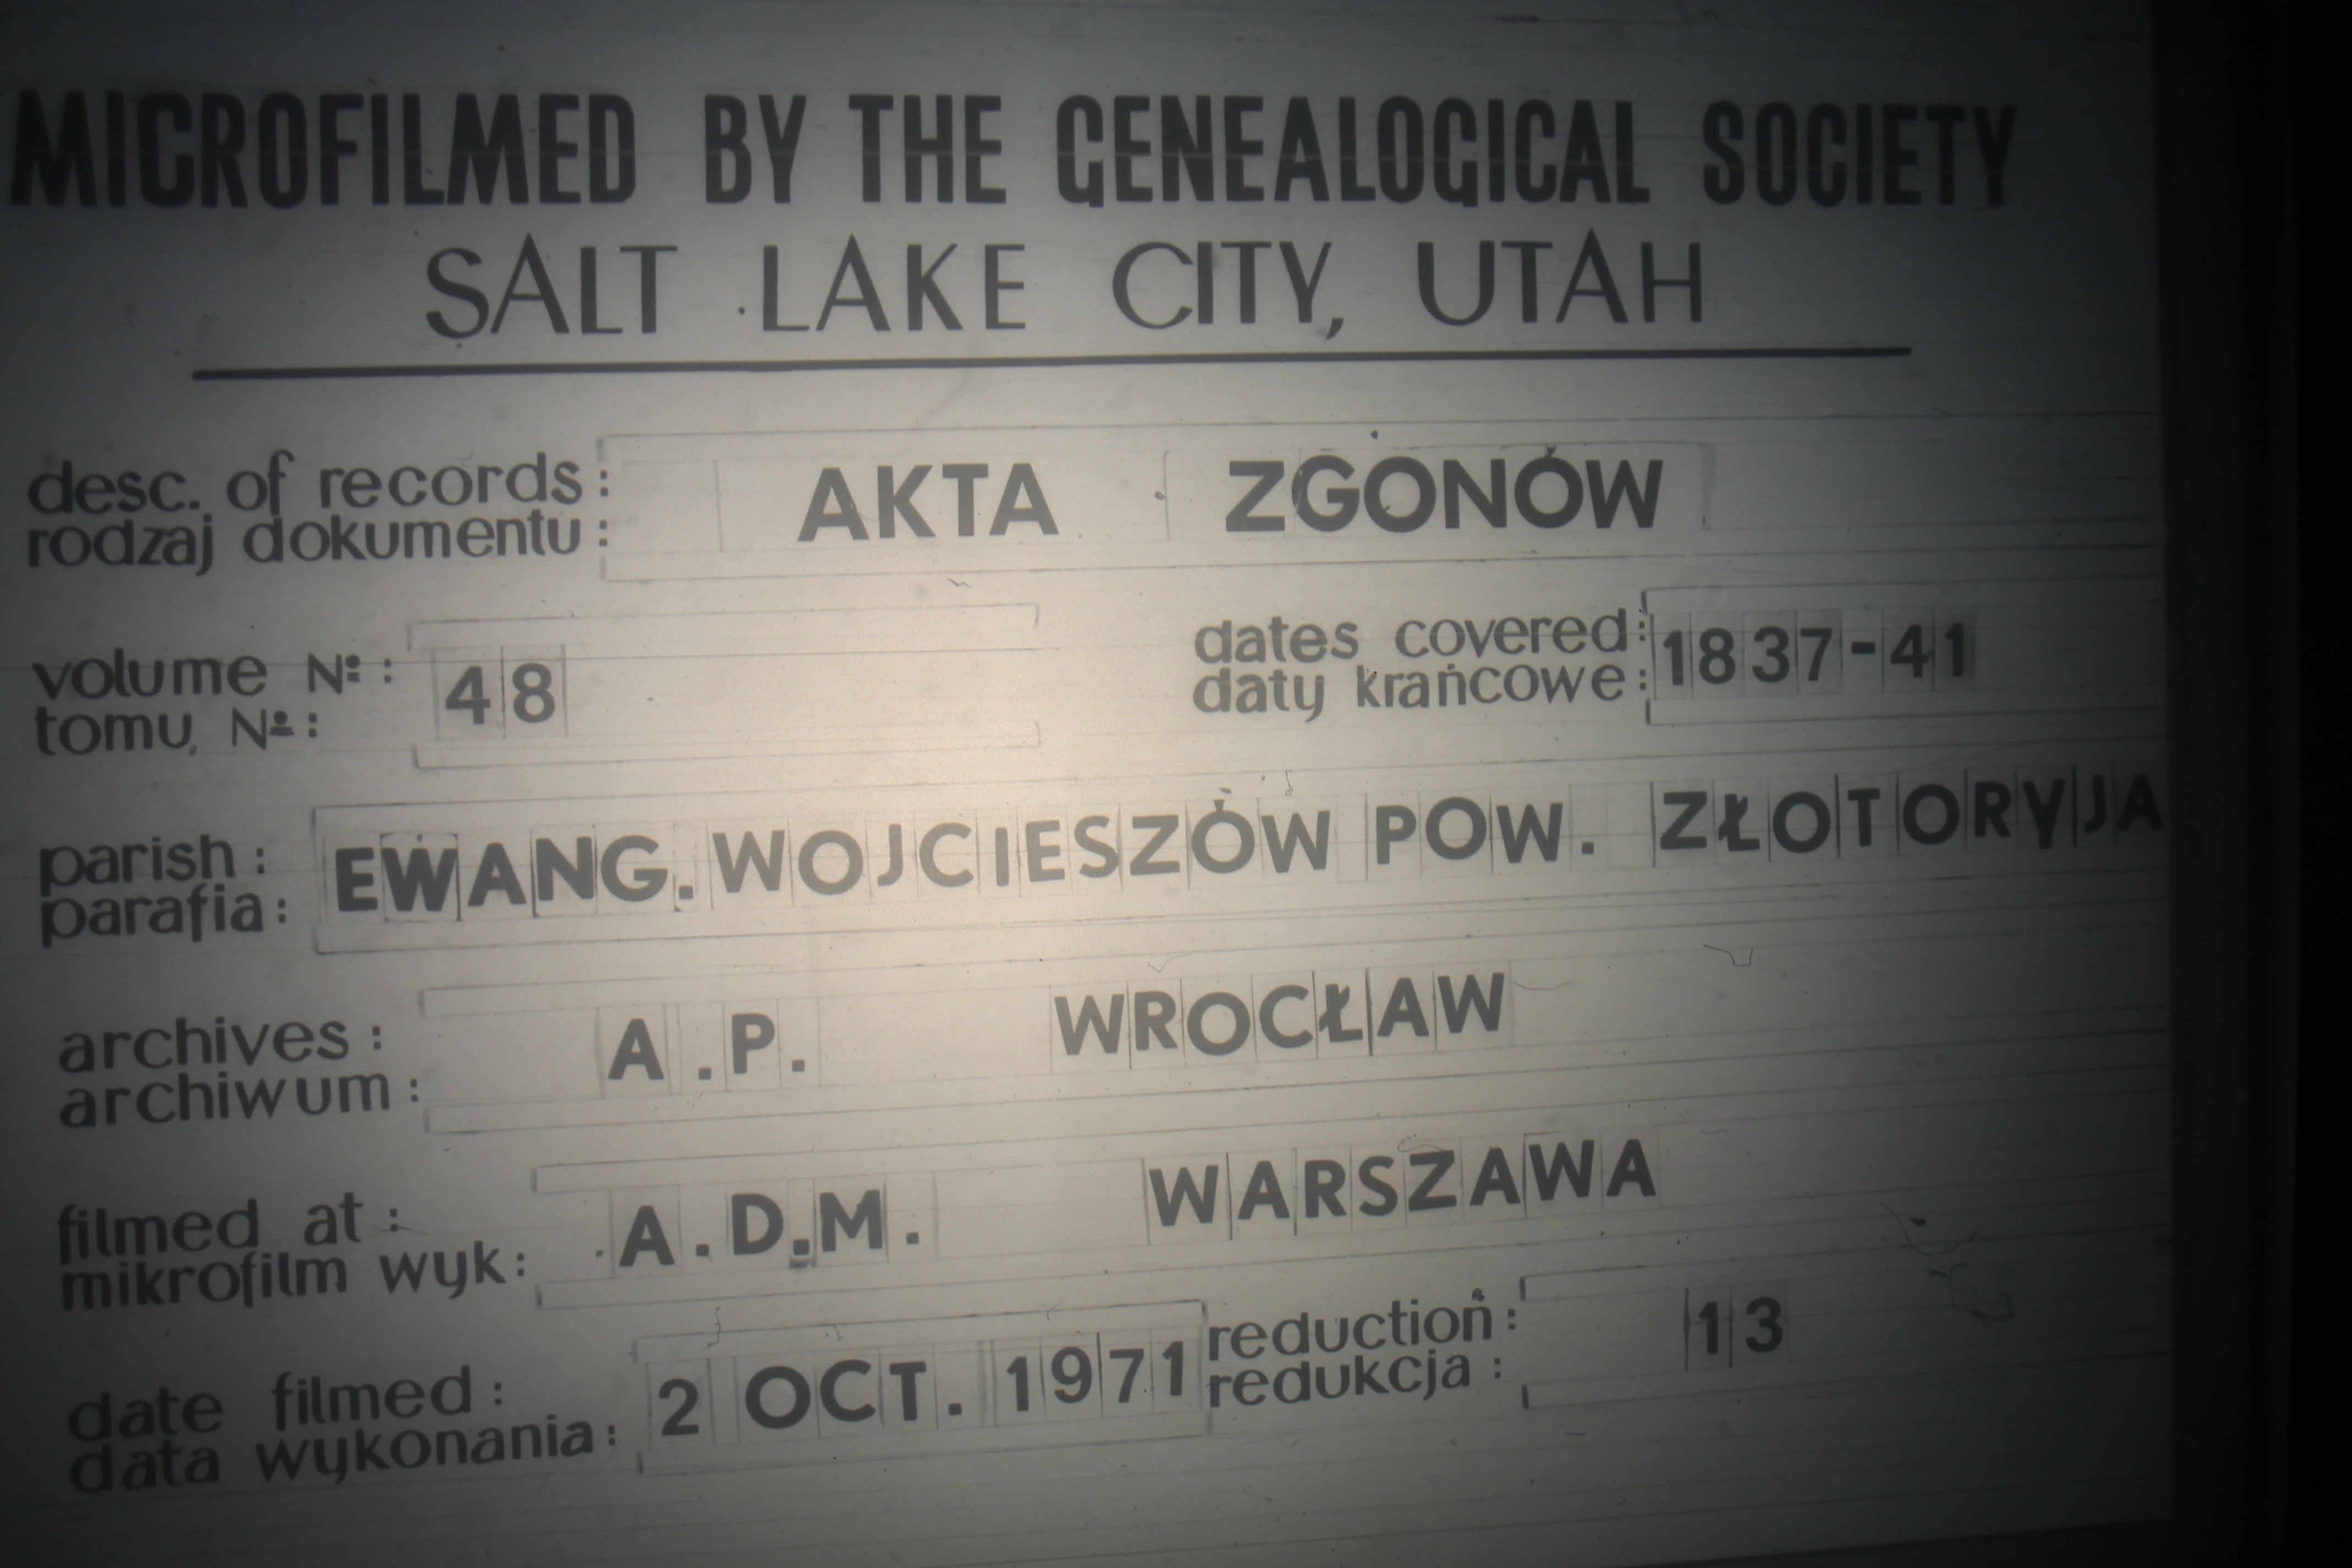 MICROFILMED BY THE GENEALOGICAL SOCIETY
SALT LAKE CITY, UTAH
desc. of records : AKTA ZGONÓW
rodzaj dokumentu :
volume Nº : 48
tomu, Nº :
dates covered : 1837-41
daty krańcowe :
parish : EWANG. WOJCIESZÓW POW. ZŁOTORYJA
parafia :
archives : A.P. WROCŁAW
archiwum :
filmed at : A.D.M. WARSZAWA
mikrofilm wyk :
date filmed : 2 OCT. 1971
data wykonania :
reduction : 13
redukcja :